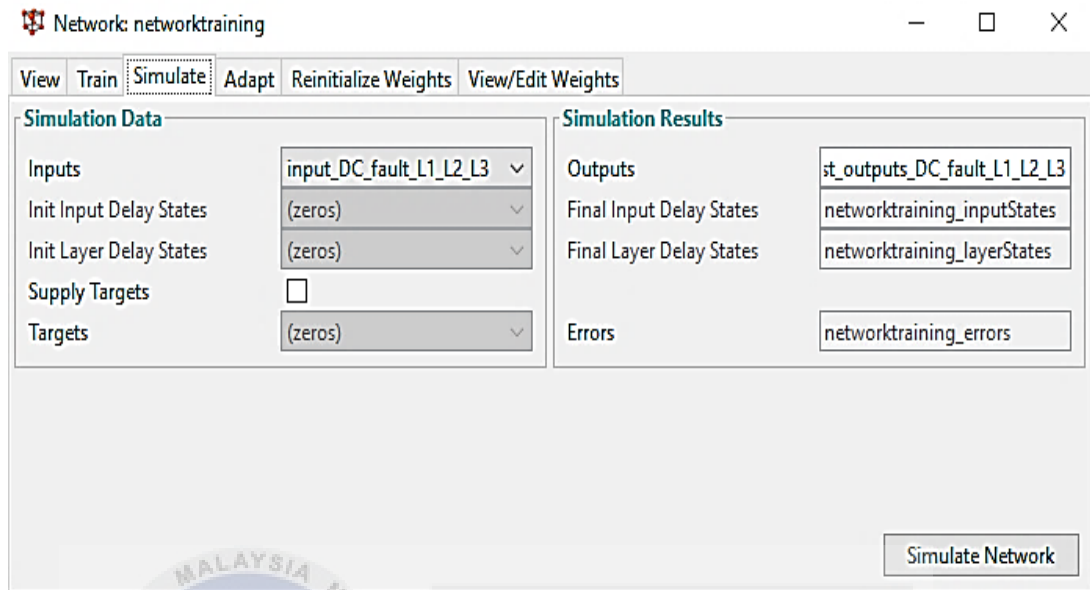 Network: networktraining
View Train Simulate Adapt Reinitialize Weights View/Edit Weights
Simulation Data
Inputs input_DC_fault_L1_L2_L3
Init Input Delay States (zeros)
Init Layer Delay States (zeros)
Supply Targets
Targets (zeros)
Simulation Results
Outputs st_outputs_DC_fault_L1_L2_L3
Final Input Delay States networktraining_inputStates
Final Layer Delay States networktraining_layerStates
Errors networktraining_errors
Simulate Network
MALAYSIA